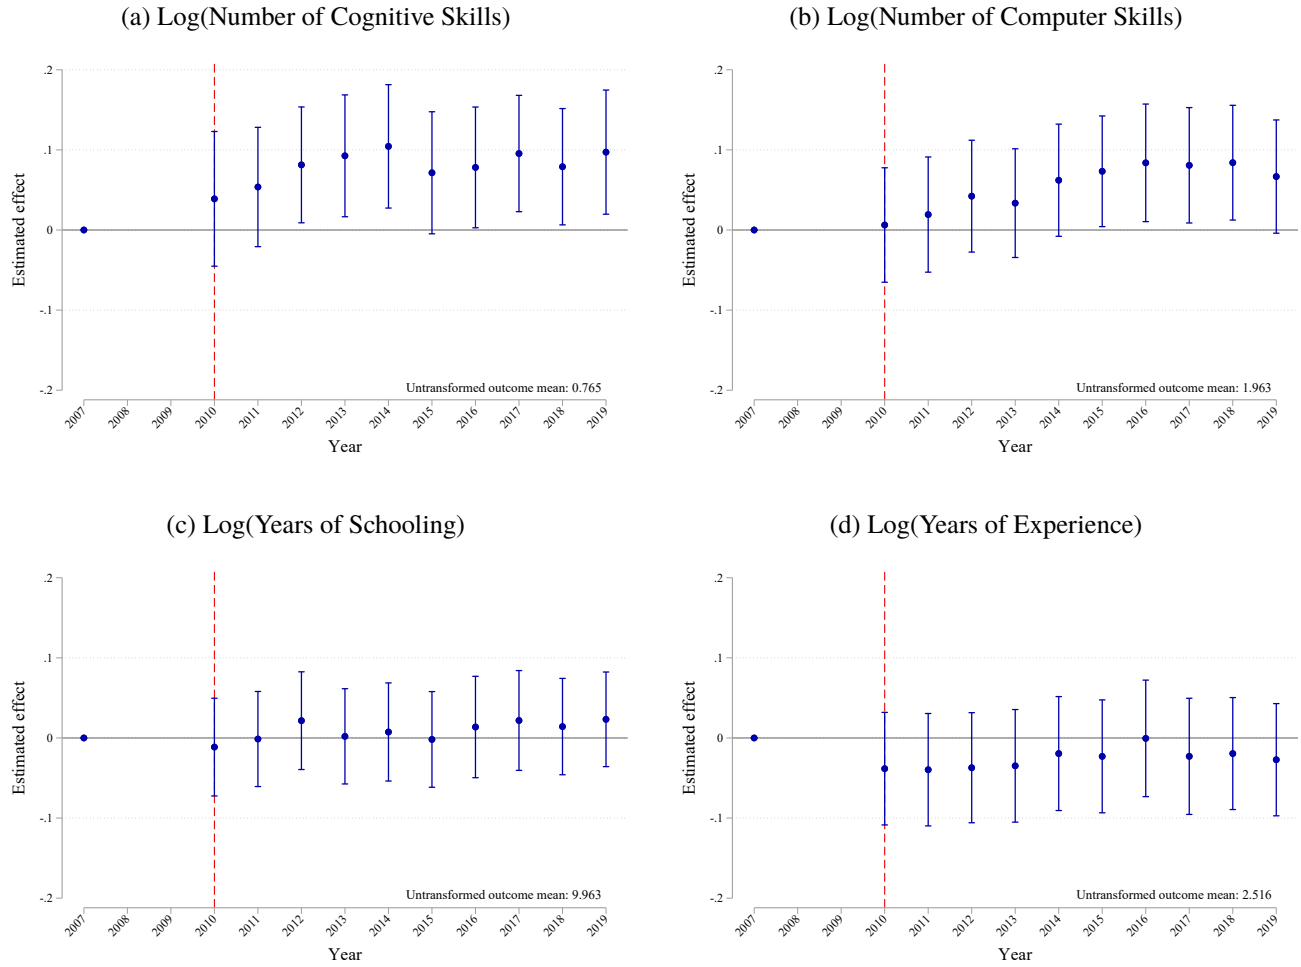 (a) Log(Number of Cognitive Skills)
.2
.1
0
-.1
-.2
Estimated effect
Untransformed outcome mean: 0.765
2007 2008 2009 2010 2011 2012 2013 2014 2015 2016 2017 2018 2019
Year
(b) Log(Number of Computer Skills)
.2
.1
0
-.1
-.2
Estimated effect
Untransformed outcome mean: 1.963
2007 2008 2009 2010 2011 2012 2013 2014 2015 2016 2017 2018 2019
Year
(c) Log(Years of Schooling)
.2
.1
0
-.1
-.2
Estimated effect
Untransformed outcome mean: 9.963
2007 2008 2009 2010 2011 2012 2013 2014 2015 2016 2017 2018 2019
Year
(d) Log(Years of Experience)
.2
.1
0
-.1
-.2
Estimated effect
Untransformed outcome mean: 2.516
2007 2008 2009 2010 2011 2012 2013 2014 2015 2016 2017 2018 2019
Year